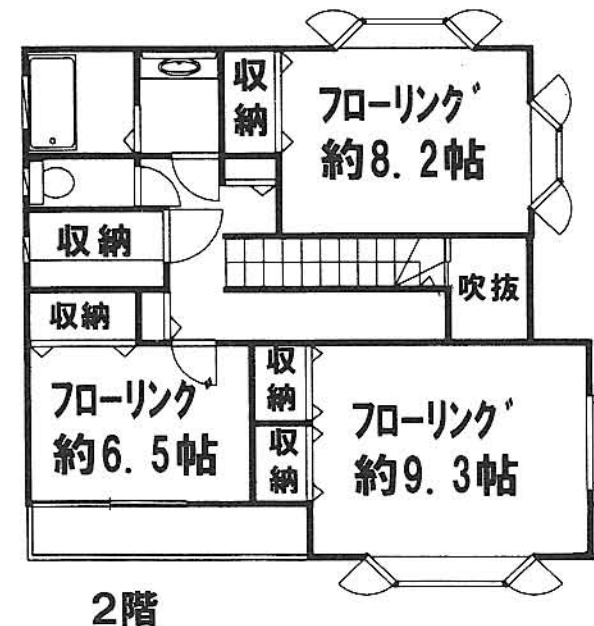 収
納
フローリング
約8.2帖
収納
吹抜
収納
収
納
フローリング
約6.5帖
収
納
フローリング
約9.3帖
2階